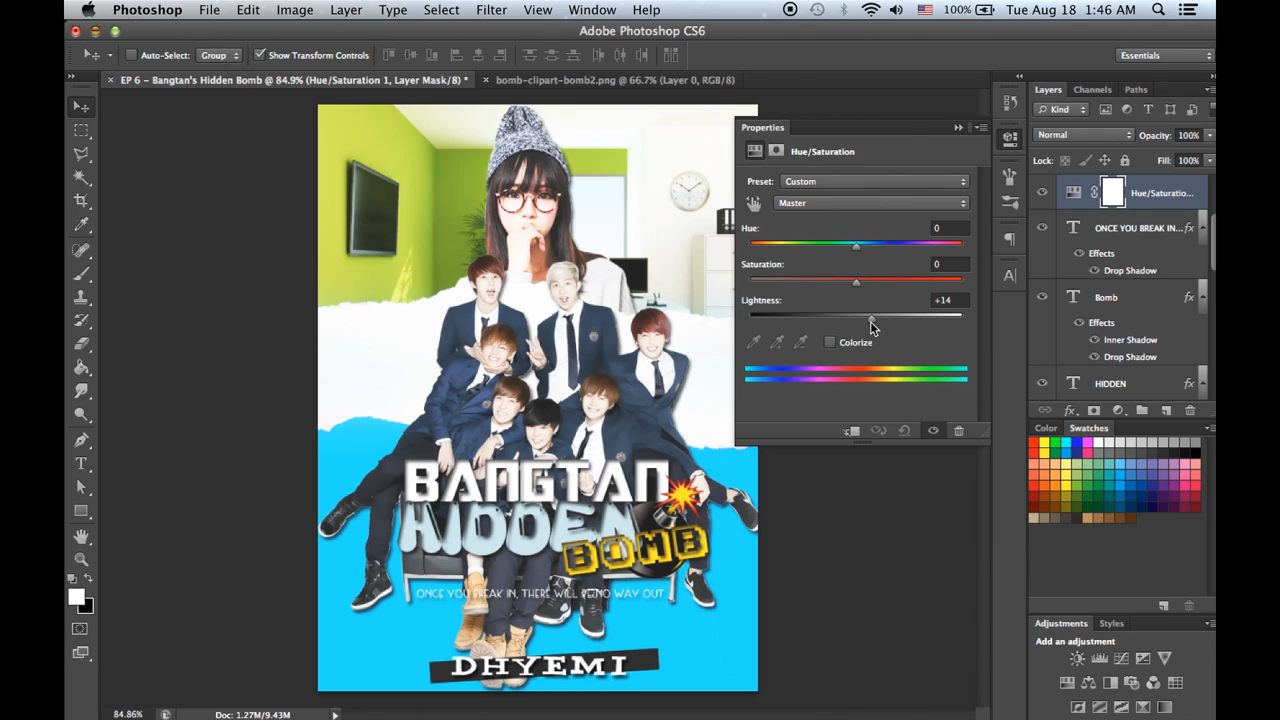 Photoshop File Edit Image Layer Type Select Filter View Window Help 100% Tue Aug 18 1:46 AM
Adobe Photoshop CS6
Auto-Select: Group Show Transform Controls Essentials
EP 6 – Bangtan's Hidden Bomb @ 84.9% (Hue/Saturation 1, Layer Mask/8) * bomb-clipart-bomb2.png @ 66.7% (Layer 0, RGB/8)
Layers Channels Paths
Kind
Normal Opacity: 100%
Lock: Fill: 100%
Hue/Saturatio...
ONCE YOU BREAK IN... fx
Effects
Drop Shadow
Bomb fx
Effects
Inner Shadow
Drop Shadow
HIDDEN fx
Properties
Hue/Saturation
Preset: Custom
Master
Hue: 0
Saturation: 0
Lightness: +14
Colorize
Color Swatches
Adjustments Styles
Add an adjustment
BANGTAN
HIDDEN
BOMB
ONCE YOU BREAK IN, THERE WILL BE NO WAY OUT
DHYEMI
84.86% Doc: 1.27M/9.43M